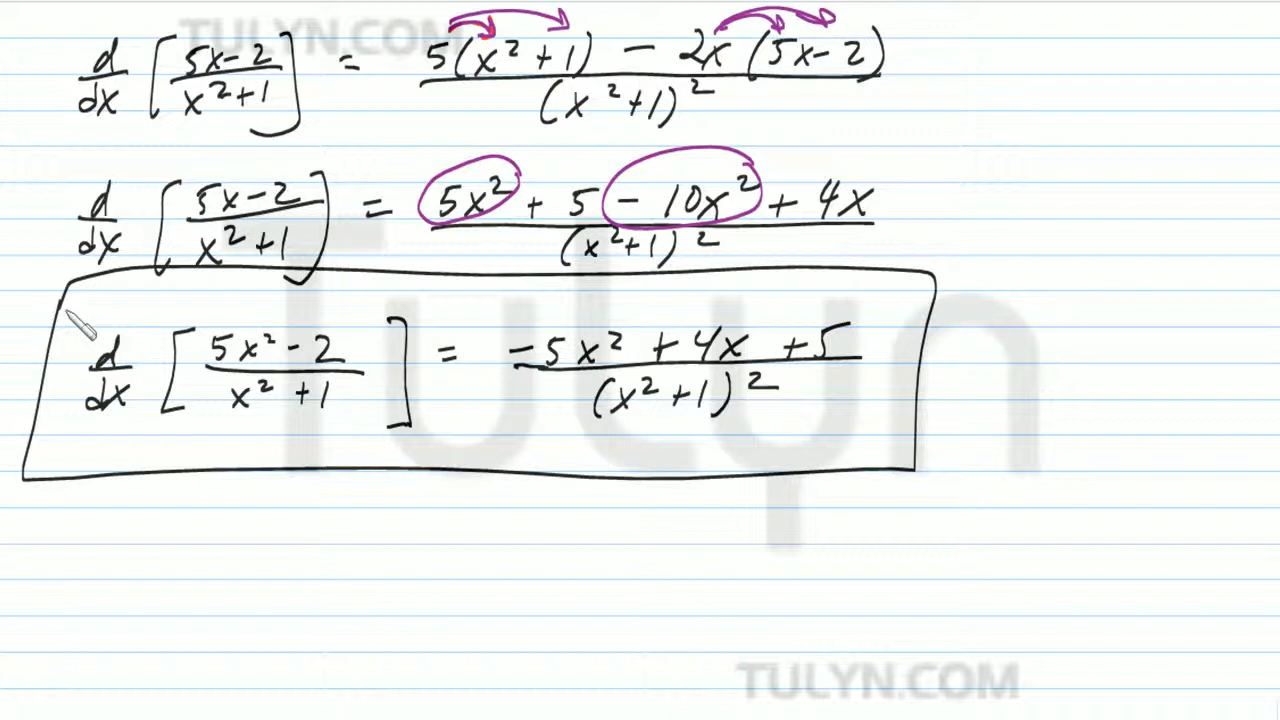 TULYN.COM
d/dx [ (5x-2)/(x²+1) ] = (5(x²+1) - 2x(5x-2))/(x²+1)²
d/dx [ (5x-2)/(x²+1) ] = (5x² + 5 - 10x² + 4x)/(x²+1)²
d/dx [ (5x²-2)/(x²+1) ] = (-5x² + 4x + 5)/(x²+1)²
TuLyn
TULYN.COM